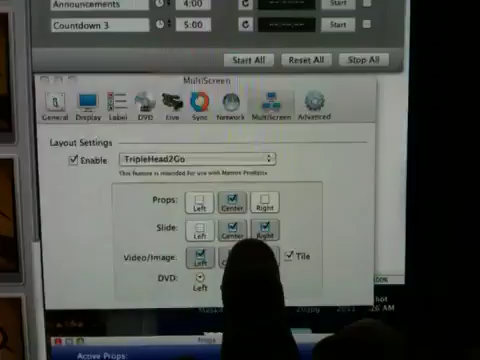 Announcements 4:00 Start
Countdown 3 5:00 Start
Start All Reset All Stop All
MultiScreen
General Display Label DVD Live Sync Network MultiScreen Advanced
Layout Settings
Enable TripleHead2Go
This feature is intended for use with Matrox Products
Props: Left Center Right
Slide: Left Center Right
Video/Image: Left Tile
DVD: Left
Props
Active Props: